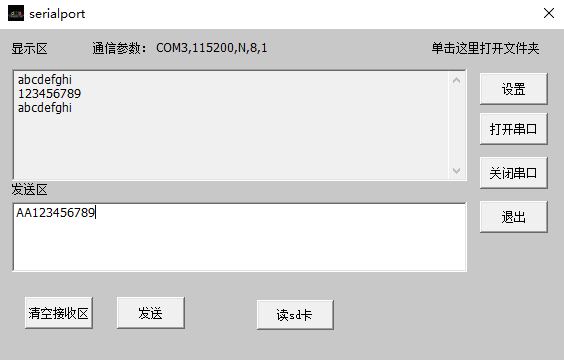 serialport
显示区 通信参数： COM3,115200,N,8,1 单击这里打开文件夹
abcdefghi
123456789
abcdefghi
设置
打开串口
关闭串口
发送区
AA123456789
退出
清空接收区 发送 读sd卡